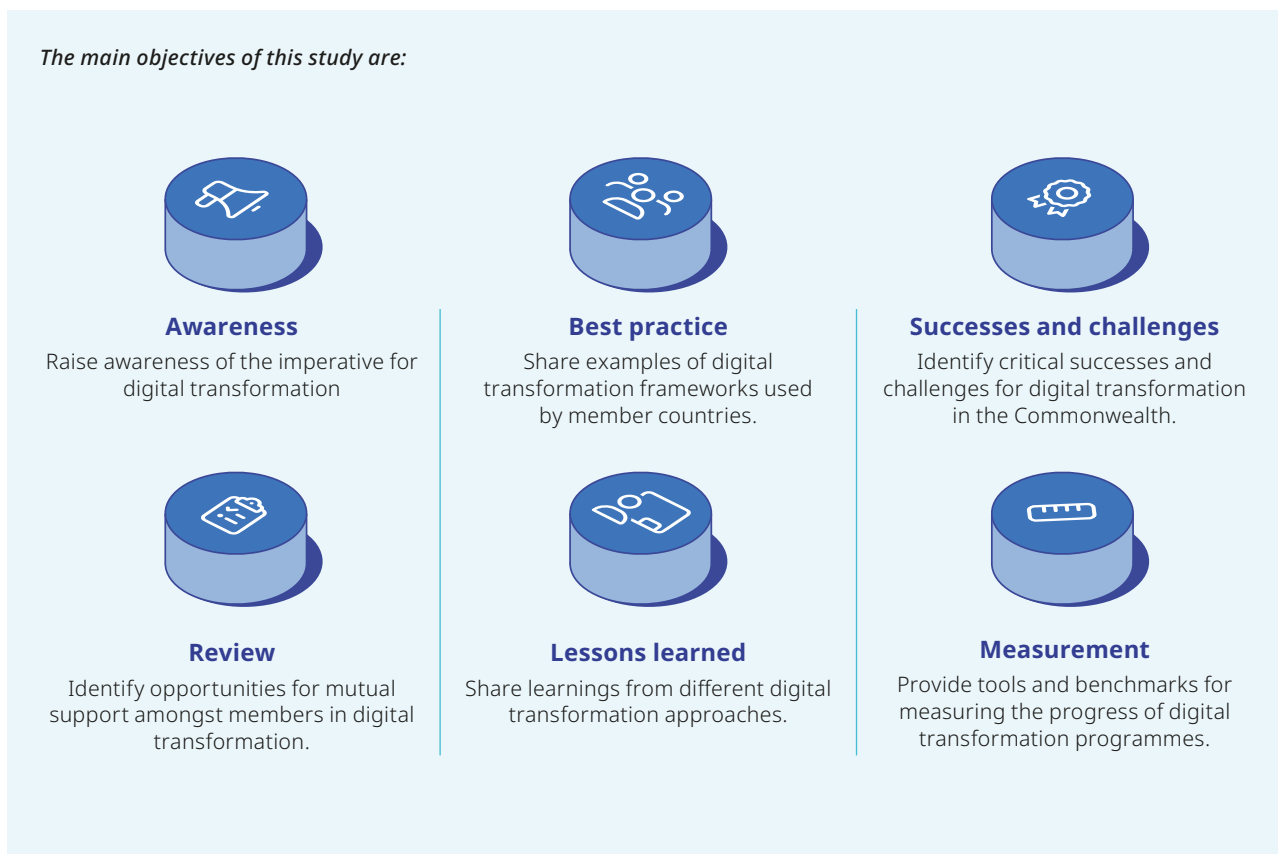 The main objectives of this study are:
Awareness
Raise awareness of the imperative for
digital transformation
Best practice
Share examples of digital
transformation frameworks used
by member countries.
Successes and challenges
Identify critical successes and
challenges for digital transformation
in the Commonwealth.
Review
Identify opportunities for mutual
support amongst members in digital
transformation.
Lessons learned
Share learnings from different digital
transformation approaches.
Measurement
Provide tools and benchmarks for
measuring the progress of digital
transformation programmes.